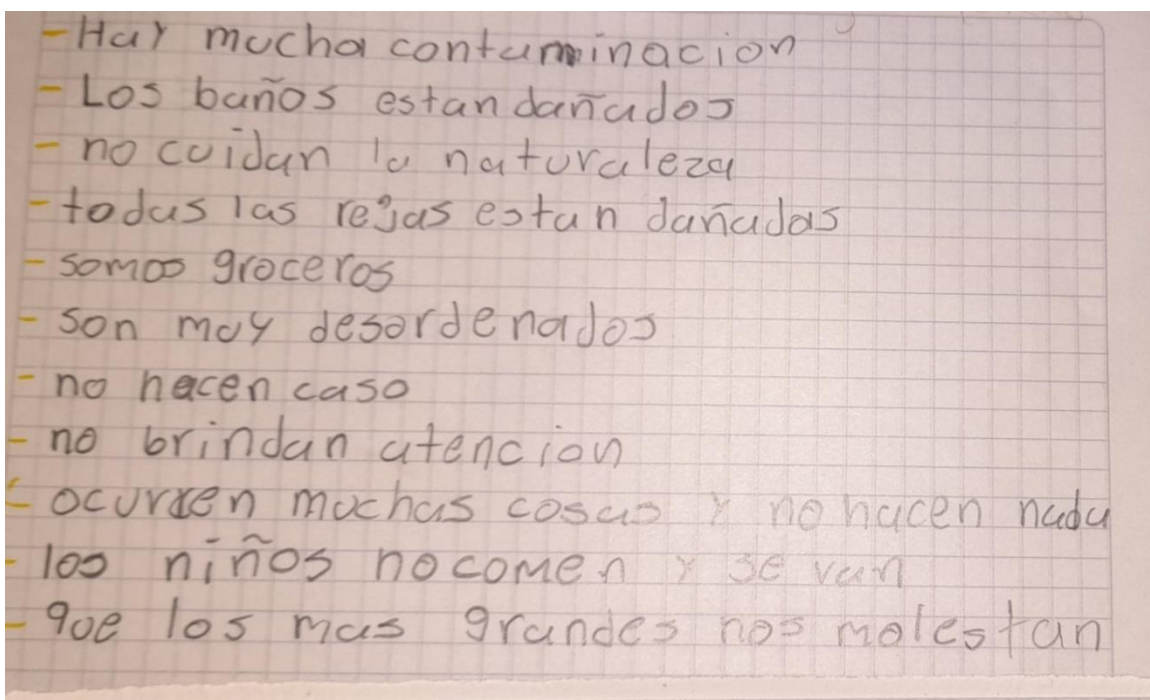 - Hay mucha contaminacion
- Los baños estan dañados
- no cuidan la naturaleza
- todas las rejas estan dañadas
- somos groceros
- son muy desordenados
- no hacen caso
- no brindan atencion
- ocurren muchas cosas y no hacen nada
- los niños no comen y se van
- que los mas grandes nos molestan